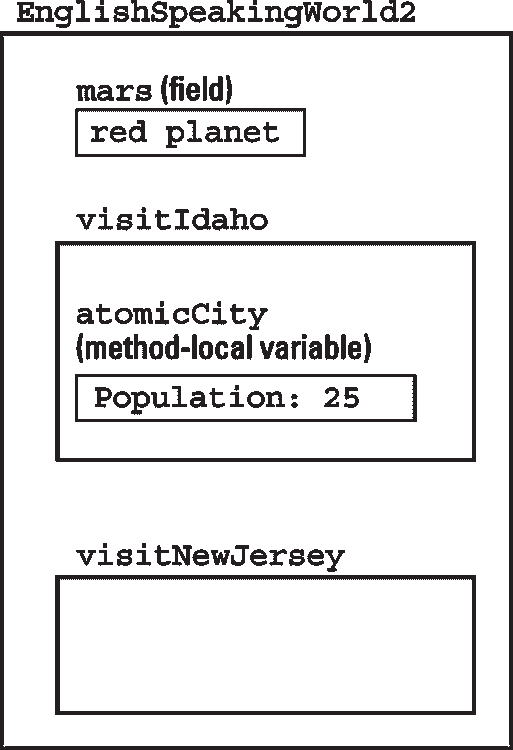 EnglishSpeakingWorld2
mars (field)
red planet
visitIdaho
atomicCity
(method-local variable)
Population: 25
visitNewJersey